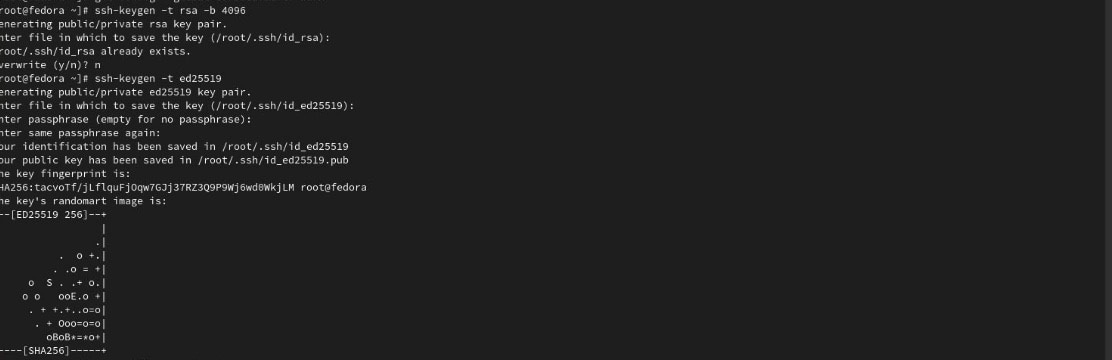 root@fedora ~]# ssh-keygen -t rsa -b 4096
enerating public/private rsa key pair.
nter file in which to save the key (/root/.ssh/id_rsa):
root/.ssh/id_rsa already exists.
verwrite (y/n)? n
root@fedora ~]# ssh-keygen -t ed25519
enerating public/private ed25519 key pair.
nter file in which to save the key (/root/.ssh/id_ed25519):
nter passphrase (empty for no passphrase):
nter same passphrase again:
our identification has been saved in /root/.ssh/id_ed25519
our public key has been saved in /root/.ssh/id_ed25519.pub
he key fingerprint is:
HA256:tacvoTf/jLflquFjOqw7GJj37RZ3Q9P9Wj6wd0WkjLM root@fedora
he key's randomart image is:
--[ED25519 256]--+
                 |
                .|
          .  o +.|
         . .o = +|
     o  S . .+ o.|
    o o   ooE.o +|
     . + +.+..o=o|
      . + Ooo=o=o|
        oBoB*=*o+|
----[SHA256]-----+